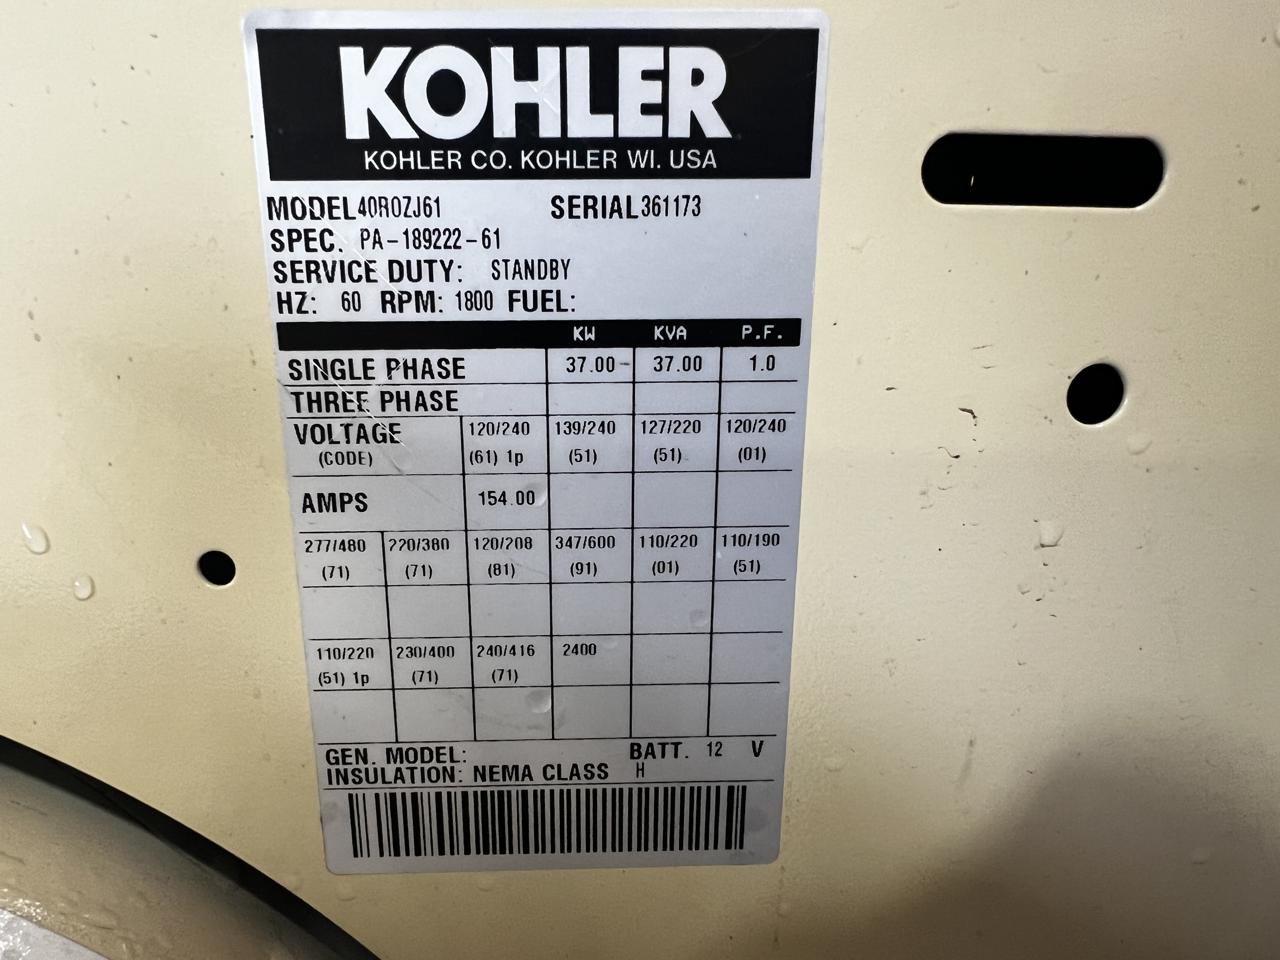 KOHLER
KOHLER CO. KOHLER WI. USA
MODEL 40ROZJ61 SERIAL 361173
SPEC. PA-189222-61
SERVICE DUTY: STANDBY
HZ: 60 RPM: 1800 FUEL:
KW KVA P.F.
SINGLE PHASE 37.00 37.00 1.0
THREE PHASE
VOLTAGE 120/240 139/240 127/220 120/240
(CODE) (61) 1p (51) (51) (01)
AMPS 154.00
277/480 220/380 120/208 347/600 110/220 110/190
(71) (71) (81) (91) (01) (51)
110/220 230/400 240/416 2400
(51) 1p (71) (71)
GEN. MODEL: BATT. 12 V
INSULATION: NEMA CLASS H